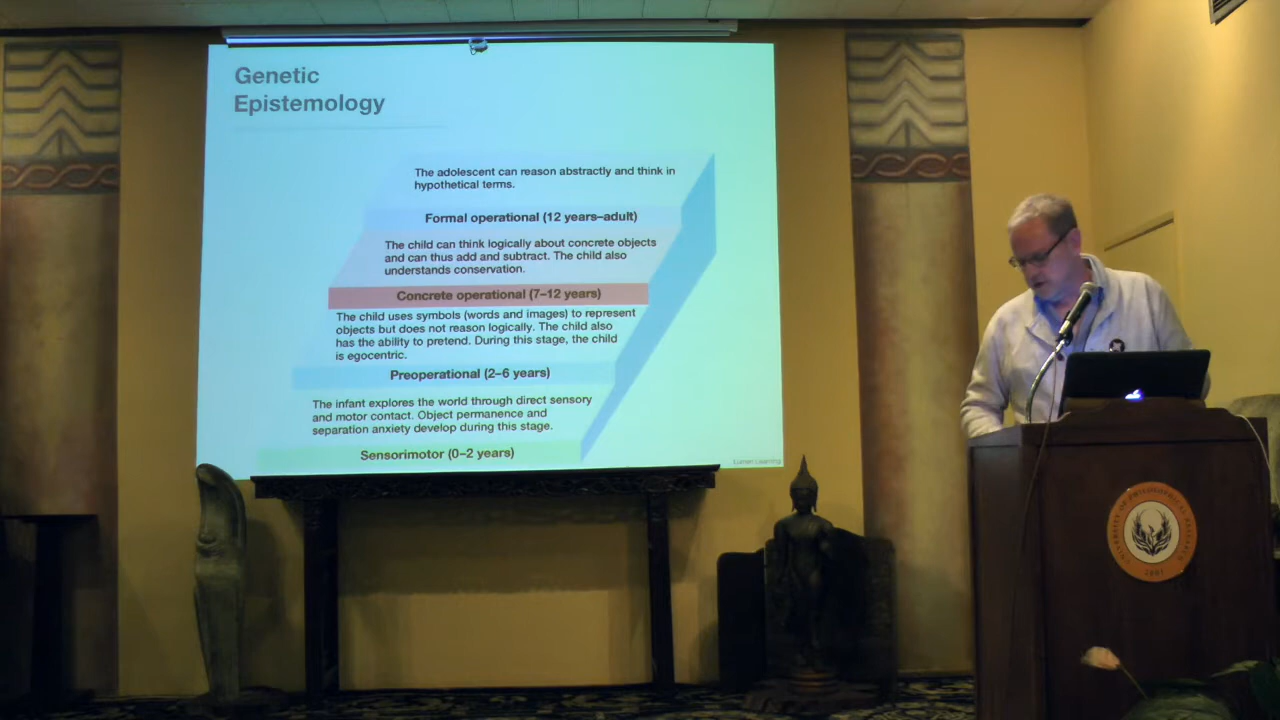 Genetic
Epistemology
The adolescent can reason abstractly and think in
hypothetical terms.
Formal operational (12 years–adult)
The child can think logically about concrete objects
and can thus add and subtract. The child also
understands conservation.
Concrete operational (7–12 years)
The child uses symbols (words and images) to represent
objects but does not reason logically. The child also
has the ability to pretend. During this stage, the child
is egocentric.
Preoperational (2–6 years)
The infant explores the world through direct sensory
and motor contact. Object permanence and
separation anxiety develop during this stage.
Sensorimotor (0–2 years)
Lumen Learning
UNIVERSITY OF PHILOSOPHICAL RESEARCH